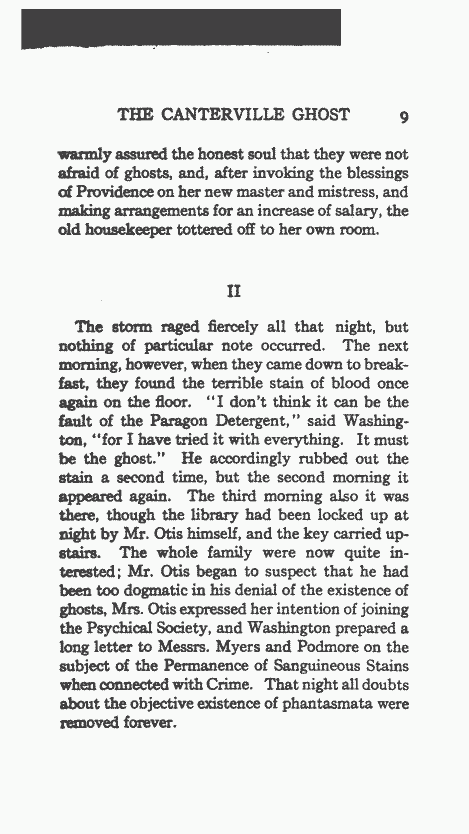 THE CANTERVILLE GHOST 9
warmly assured the honest soul that they were not
afraid of ghosts, and, after invoking the blessings
of Providence on her new master and mistress, and
making arrangements for an increase of salary, the
old housekeeper tottered off to her own room.
II
The storm raged fiercely all that night, but
nothing of particular note occurred. The next
morning, however, when they came down to break-
fast, they found the terrible stain of blood once
again on the floor. "I don't think it can be the
fault of the Paragon Detergent," said Washing-
ton, "for I have tried it with everything. It must
be the ghost." He accordingly rubbed out the
stain a second time, but the second morning it
appeared again. The third morning also it was
there, though the library had been locked up at
night by Mr. Otis himself, and the key carried up-
stairs. The whole family were now quite in-
terested; Mr. Otis began to suspect that he had
been too dogmatic in his denial of the existence of
ghosts, Mrs. Otis expressed her intention of joining
the Psychical Society, and Washington prepared a
long letter to Messrs. Myers and Podmore on the
subject of the Permanence of Sanguineous Stains
when connected with Crime. That night all doubts
about the objective existence of phantasmata were
removed forever.